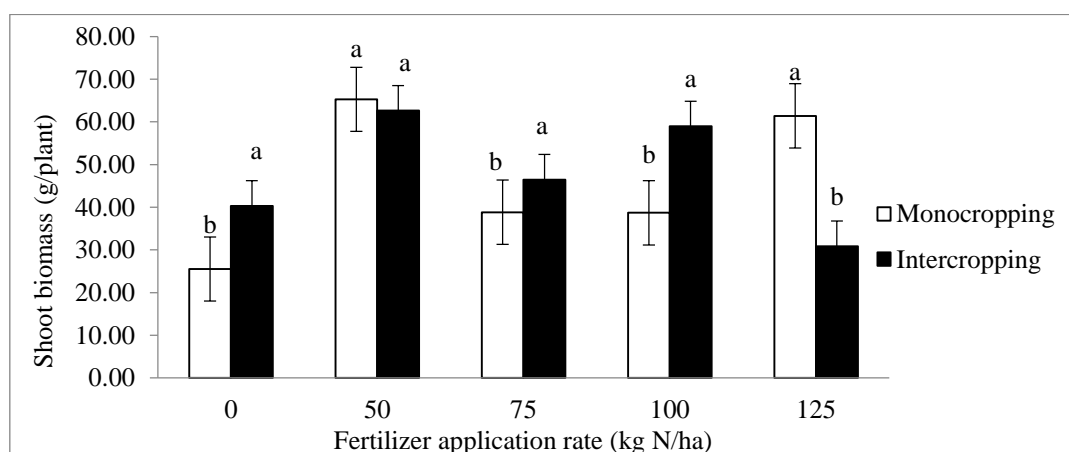 Shoot biomass (g/plant)
80.00
70.00
60.00
50.00
40.00
30.00
20.00
10.00
0.00
b
a
a
a
b
a
b
a
a
b
0
50
75
100
125
Fertilizer application rate (kg N/ha)
Monocropping
Intercropping